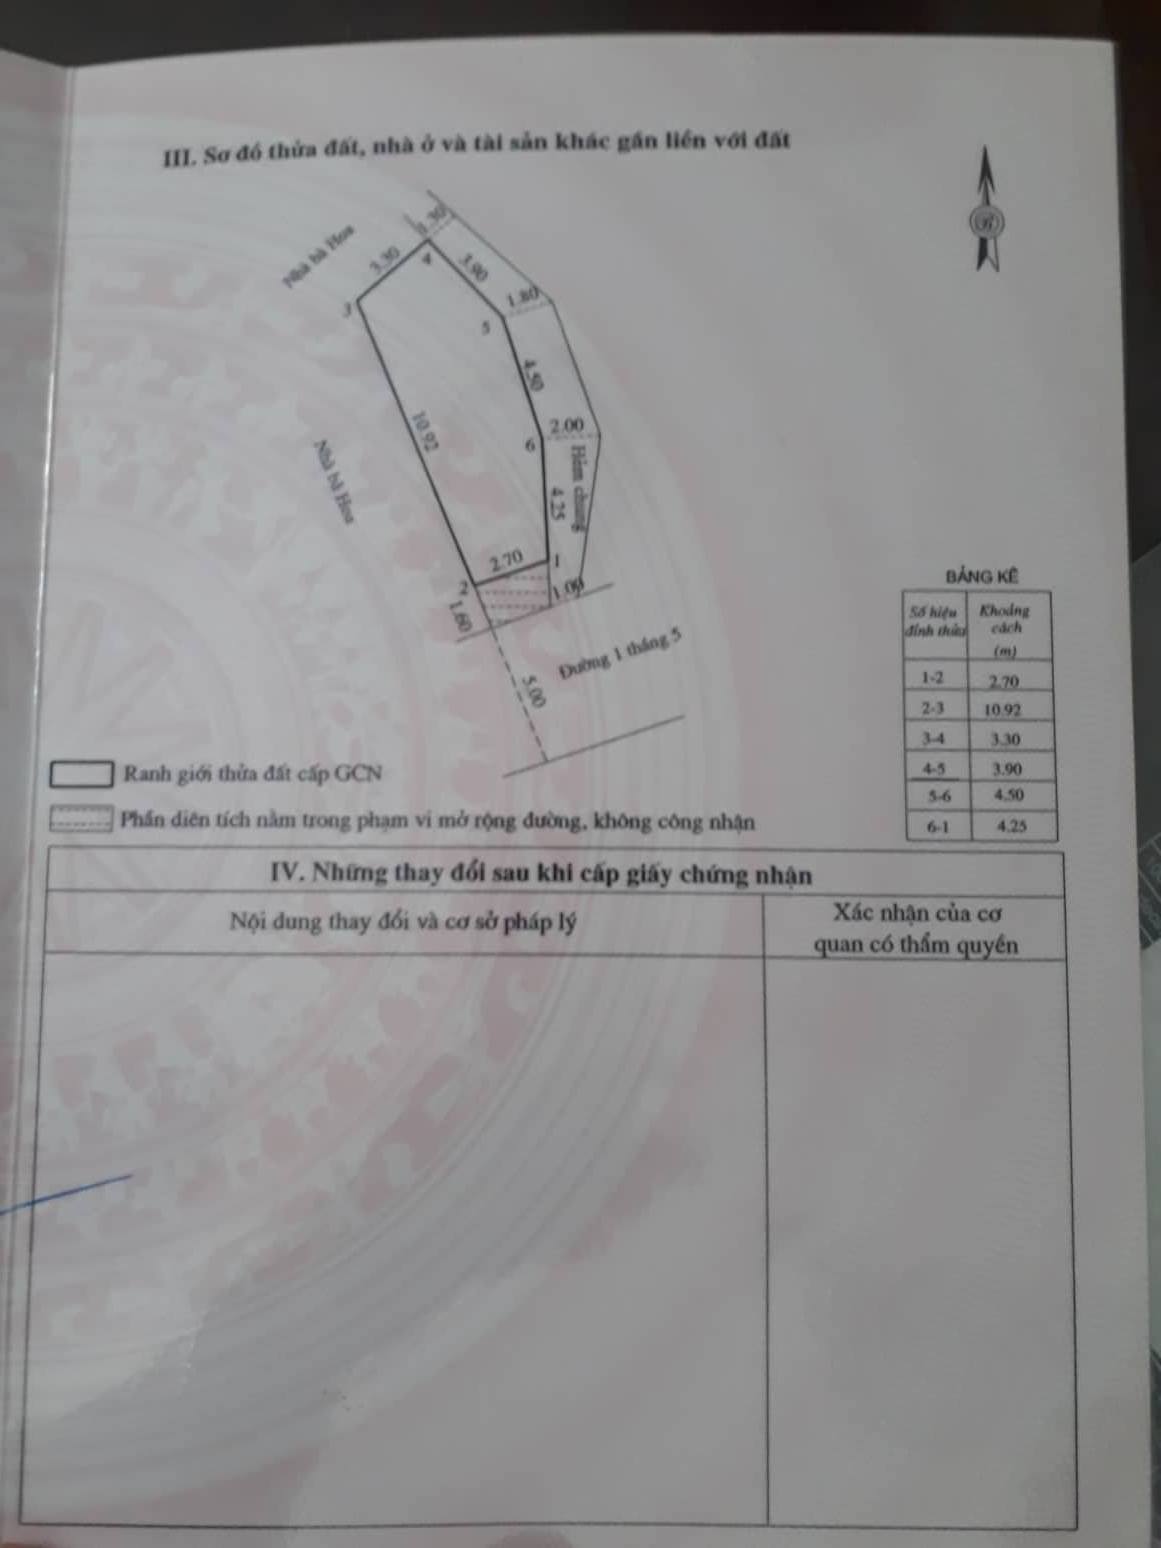 III. Sơ đồ thửa đất, nhà ở và tài sản khác gắn liền với đất
B
Nhà bà Hoa
3.30
4
3.90
3
1.80
5
4.50
10.92
2.00
6
Nhà bà Hoa
Hẻm chung
4.25
2.70
1
2
1.00
1.60
Đường 1 tháng 5
5.00
BẢNG KÊ
Số hiệu đỉnh thửa
Khoảng cách (m)
1-2 2.70
2-3 10.92
3-4 3.30
4-5 3.90
5-6 4.50
6-1 4.25
Ranh giới thửa đất cấp GCN
Phần diện tích nằm trong phạm vi mở rộng đường, không công nhận
IV. Những thay đổi sau khi cấp giấy chứng nhận
Nội dung thay đổi và cơ sở pháp lý
Xác nhận của cơ
quan có thẩm quyền